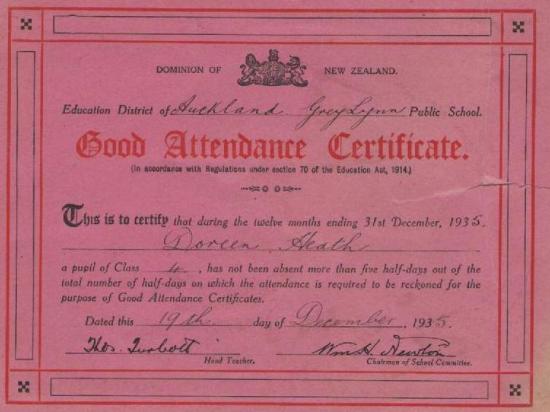 DOMINION OF NEW ZEALAND.
Education District of Auckland Grey Lynn Public School.
Good Attendance Certificate.
(In accordance with Regulations under section 70 of the Education Act, 1914.)
This is to certify that during the twelve months ending 31st December, 1935.
Doreen Heath
a pupil of Class 4, has not been absent more than five half-days out of the
total number of half-days on which the attendance is required to be reckoned for the
purpose of Good Attendance Certificates.
Dated this 19th day of December, 1935.
Thos. Turbott Wm. H. Newton
Head Teacher. Chairman of School Committee.